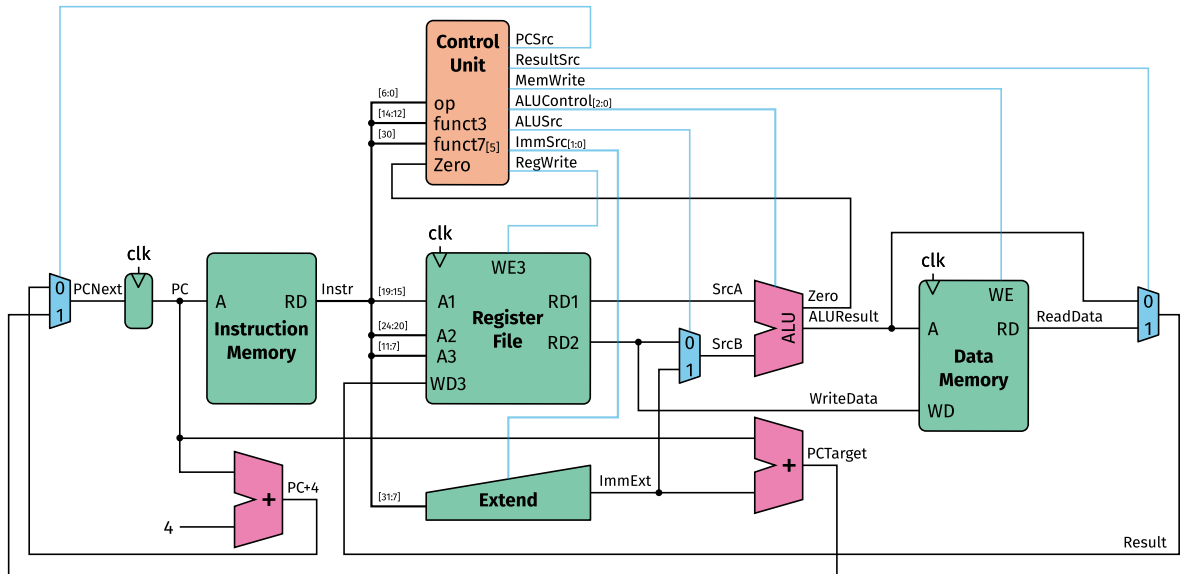 Control
Unit
PCSrc
ResultSrc
MemWrite
ALUControl[2:0]
ALUSrc
ImmSrc[1:0]
RegWrite
[6:0]
op
[14:12]
funct3
[30]
funct7[5]
Zero
clk
0
1
PCNext
clk
PC
A
RD
Instruction
Memory
Instr
[19:15]
[24:20]
[11:7]
WE3
A1
A2
A3
WD3
Register
File
RD1
RD2
0
1
SrcA
SrcB
ALU
Zero
ALUResult
clk
WE
A
RD
Data
Memory
WD
ReadData
0
1
WriteData
+
PCTarget
+
PC+4
4
[31:7]
Extend
ImmExt
Result